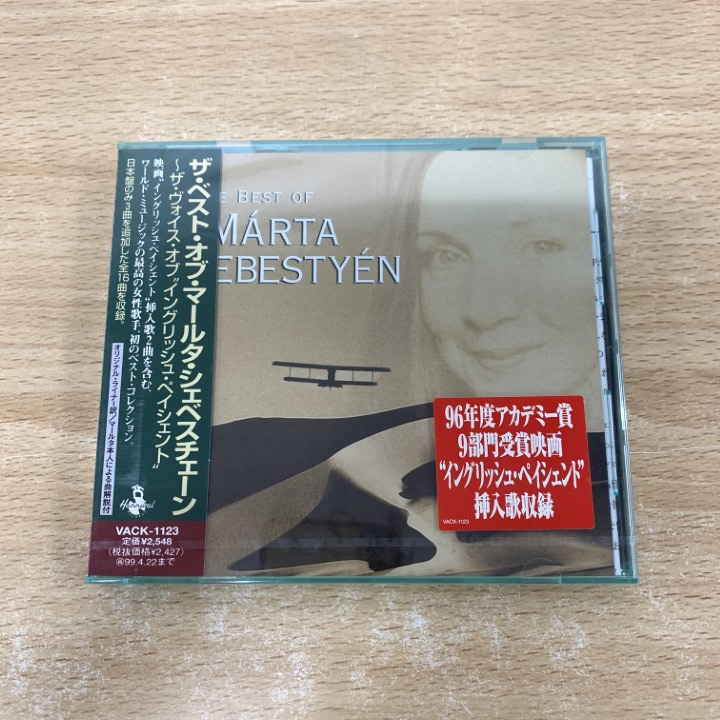 ザ・ベスト・オブ・マールタ・シェベスチェーン
〜ザ・ヴォイス・オブ“イングリッシュ・ペイシェント”
映画“イングリッシュ・ペイシェント”挿入歌2曲を含む、
ワールド・ミュージックの最高の女性歌手、初のベスト・コレクション。
日本盤のみ3曲を追加した全16曲を収録。
オリジナル・ライナー訳/マールタ本人による曲解説付
Hannibal
VACK-1123
定価¥2,548
(税抜価格¥2,427)
再99.4.22まで
E BEST OF
MÁRTA
EBESTYÉN
96年度アカデミー賞
9部門受賞映画
“イングリッシュ・ペイシェンド”
挿入歌収録
VACK-1123